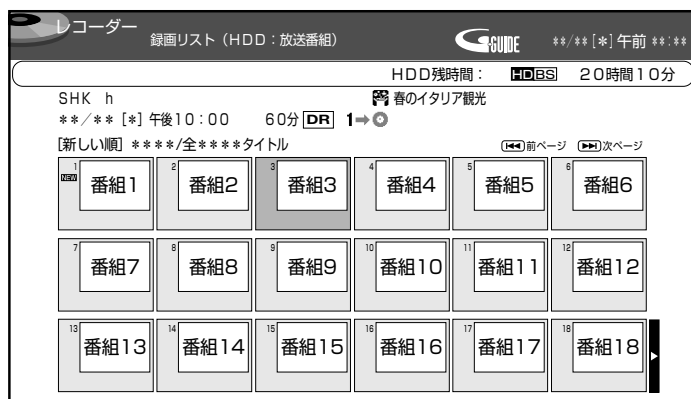 レコーダー
録画リスト（HDD：放送番組）
G-GUIDE
**/**[*]午前 **:**
HDD残時間： HD BS 20時間10分
SHK h 春のイタリア観光
**/** [*] 午後10：00 60分 DR 1➡
[新しい順] ****/全****タイトル
⏮前ページ ⏭次ページ
1 NEW 番組1 2 番組2 3 番組3 4 番組4 5 番組5 6 番組6
7 番組7 8 番組8 9 番組9 10 番組10 11 番組11 12 番組12
13 番組13 14 番組14 15 番組15 16 番組16 17 番組17 18 番組18